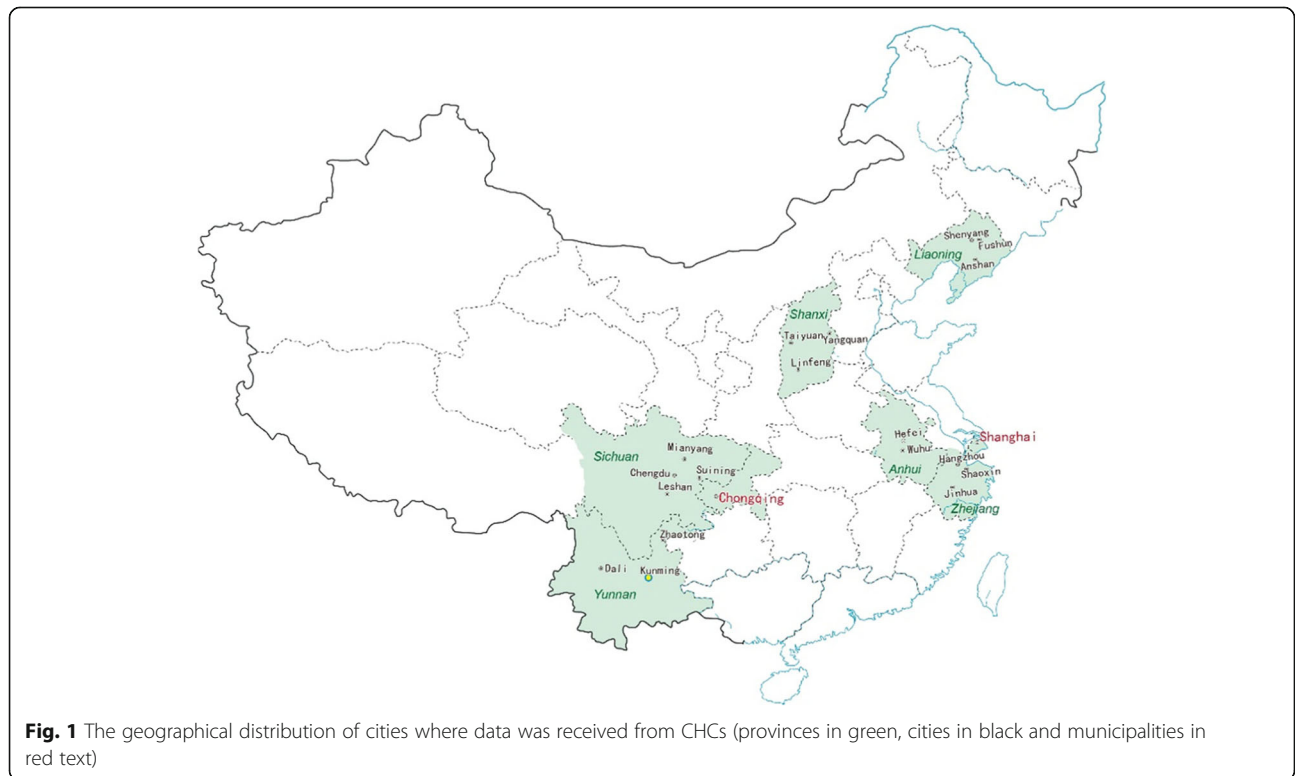 Shenyang
Fushun
Liaoning
Anshan
Shanxi
Taiyuan
Yangquan
Linfeng
Hefei
Shanghai
Wuhu
Hangzhou
Anhui
Shaoxin
Jinhua
Zhejiang
Mianyang
Sichuan
Chengdu
Suining
Leshan
Chongqing
Zhaotong
Dali
Kunming
Yunnan
Fig. 1 The geographical distribution of cities where data was received from CHCs (provinces in green, cities in black and municipalities in
red text)